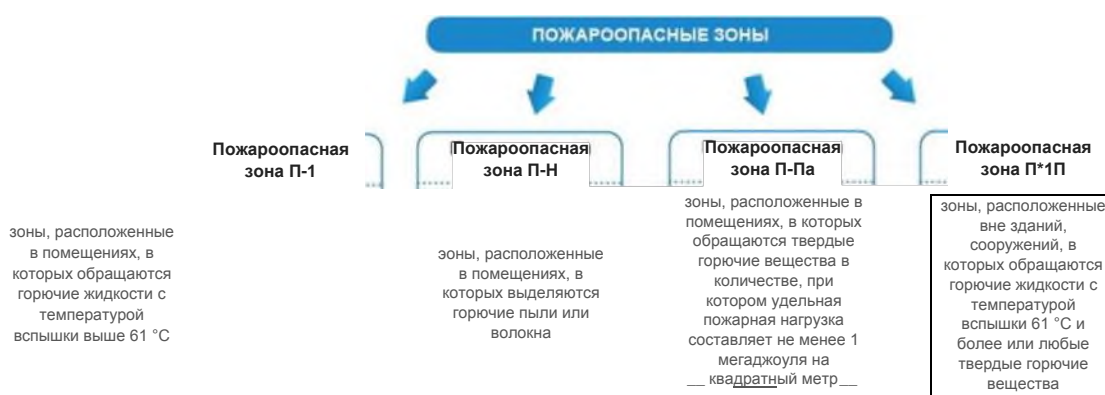 ПОЖАРООПАСНЫЕ ЗОНЫ
Пожароопасная
зона П-1
зоны, расположенные
в помещениях, в
которых обращаются
горючие жидкости с
температурой
вспышки выше 61 °C
Пожароопасная
зона П-Н
эоны, расположенные
в помещениях, в
которых выделяются
горючие пыли или
волокна
Пожароопасная
зона П-Па
зоны, расположенные в
помещениях, в которых
обращаются твердые
горючие вещества в
количестве, при
котором удельная
пожарная нагрузка
составляет не менее 1
мегаджоуля на
__ квадратный метр__
Пожароопасная
зона П*1П
зоны, расположенные
вне зданий,
сооружений, в
которых обращаются
горючие жидкости с
температурой
вспышки 61 °C и
более или любые
твердые горючие
вещества